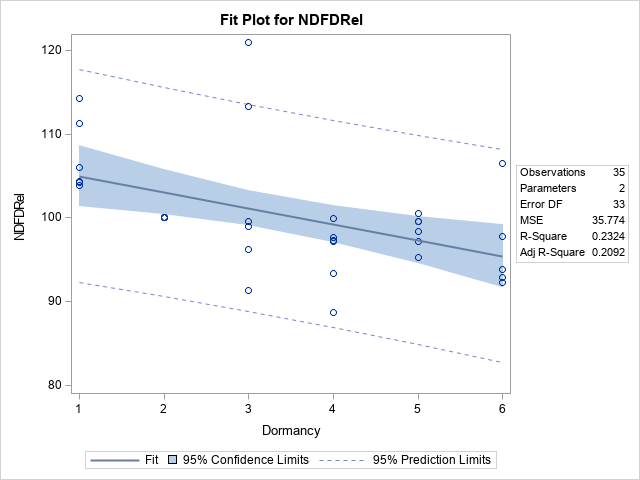 Fit Plot for NDFDRel
120
110
100
90
80
NDFDRel
1 2 3 4 5 6
Dormancy
Observations 35
Parameters 2
Error DF 33
MSE 35.774
R-Square 0.2324
Adj R-Square 0.2092
Fit 95% Confidence Limits 95% Prediction Limits